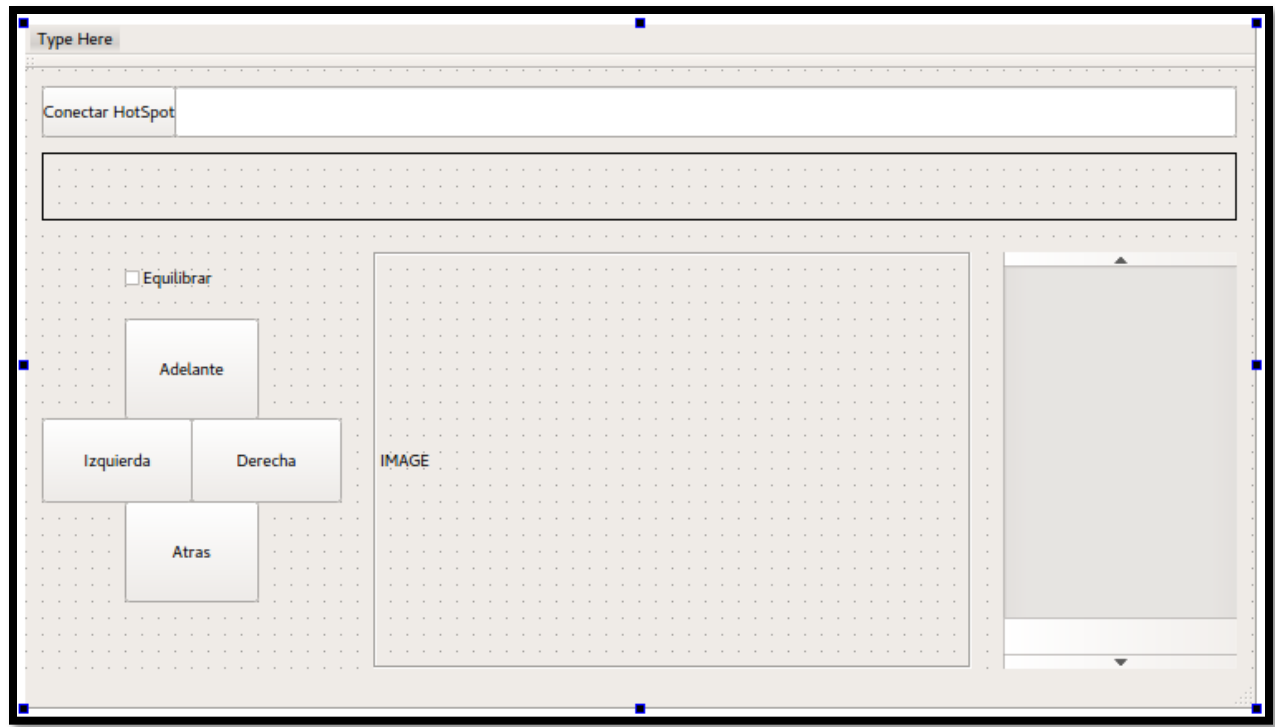 Type Here
Conectar HotSpot
Equilibrar
Adelante
Izquierda
Derecha
IMAGE
Atras